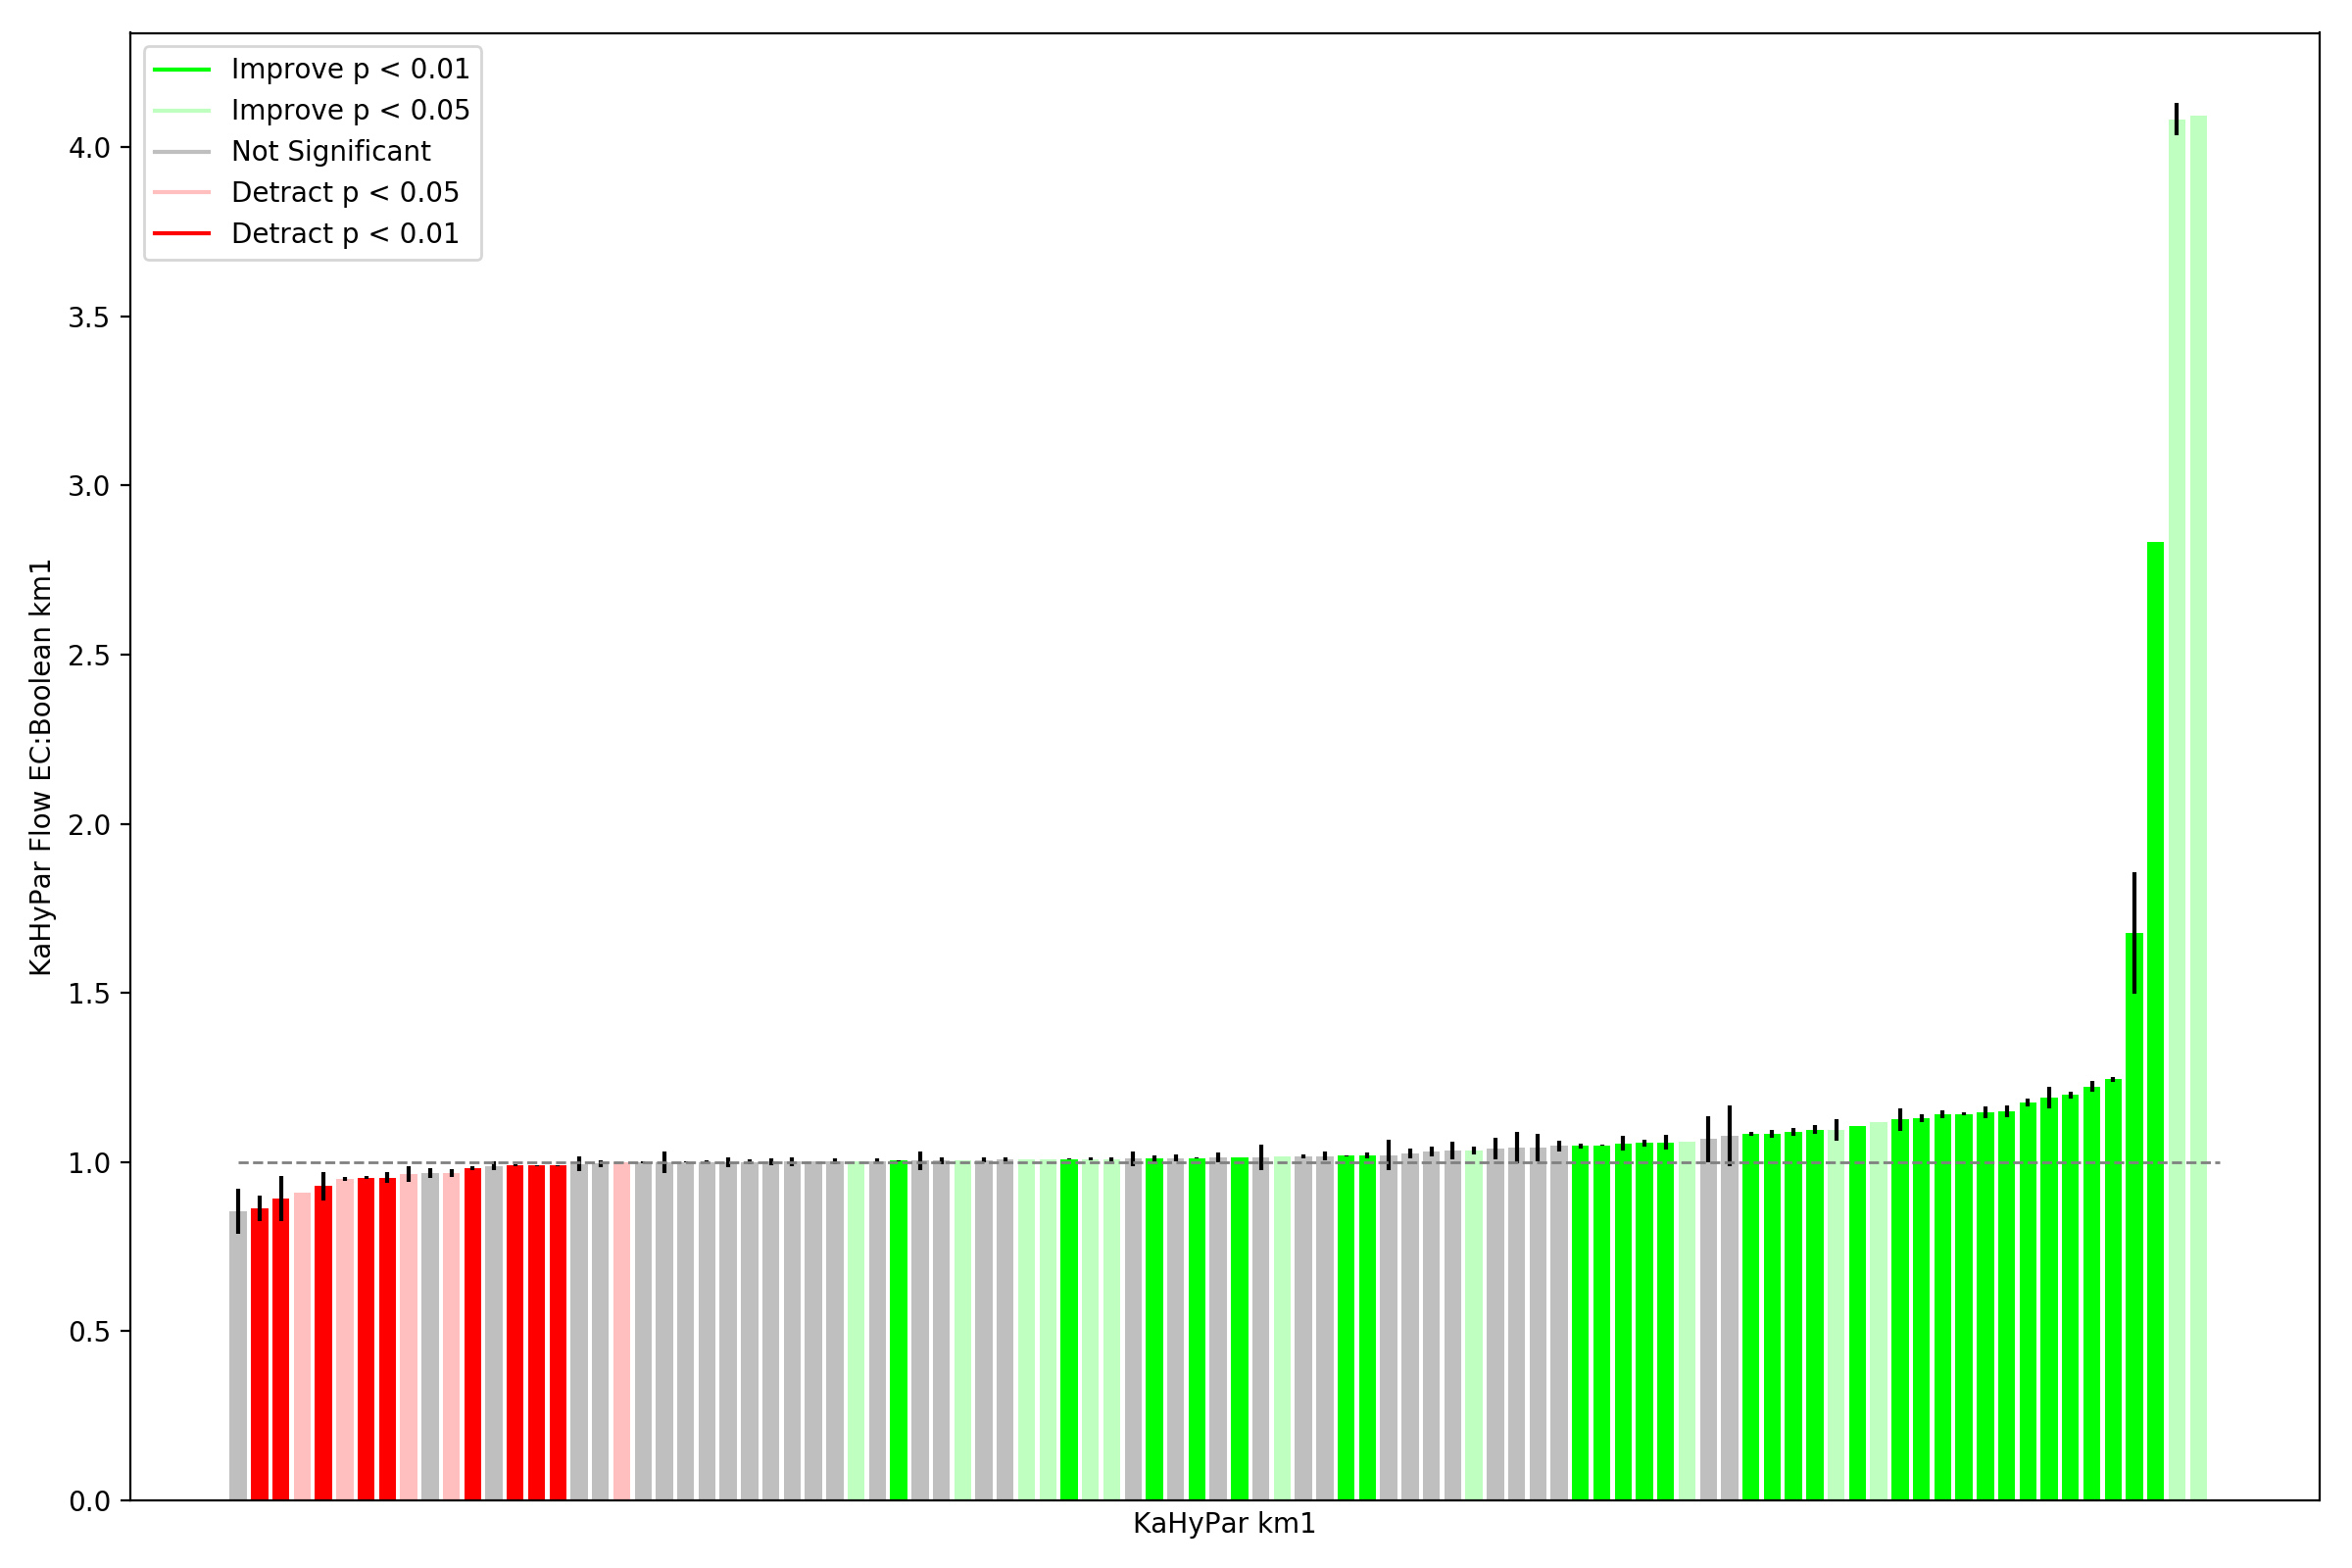 Improve p < 0.01
Improve p < 0.05
Not Significant
Detract p < 0.05
Detract p < 0.01
4.0
3.5
3.0
2.5
2.0
1.5
1.0
0.5
0.0
KaHyPar Flow EC:Boolean km1
KaHyPar km1